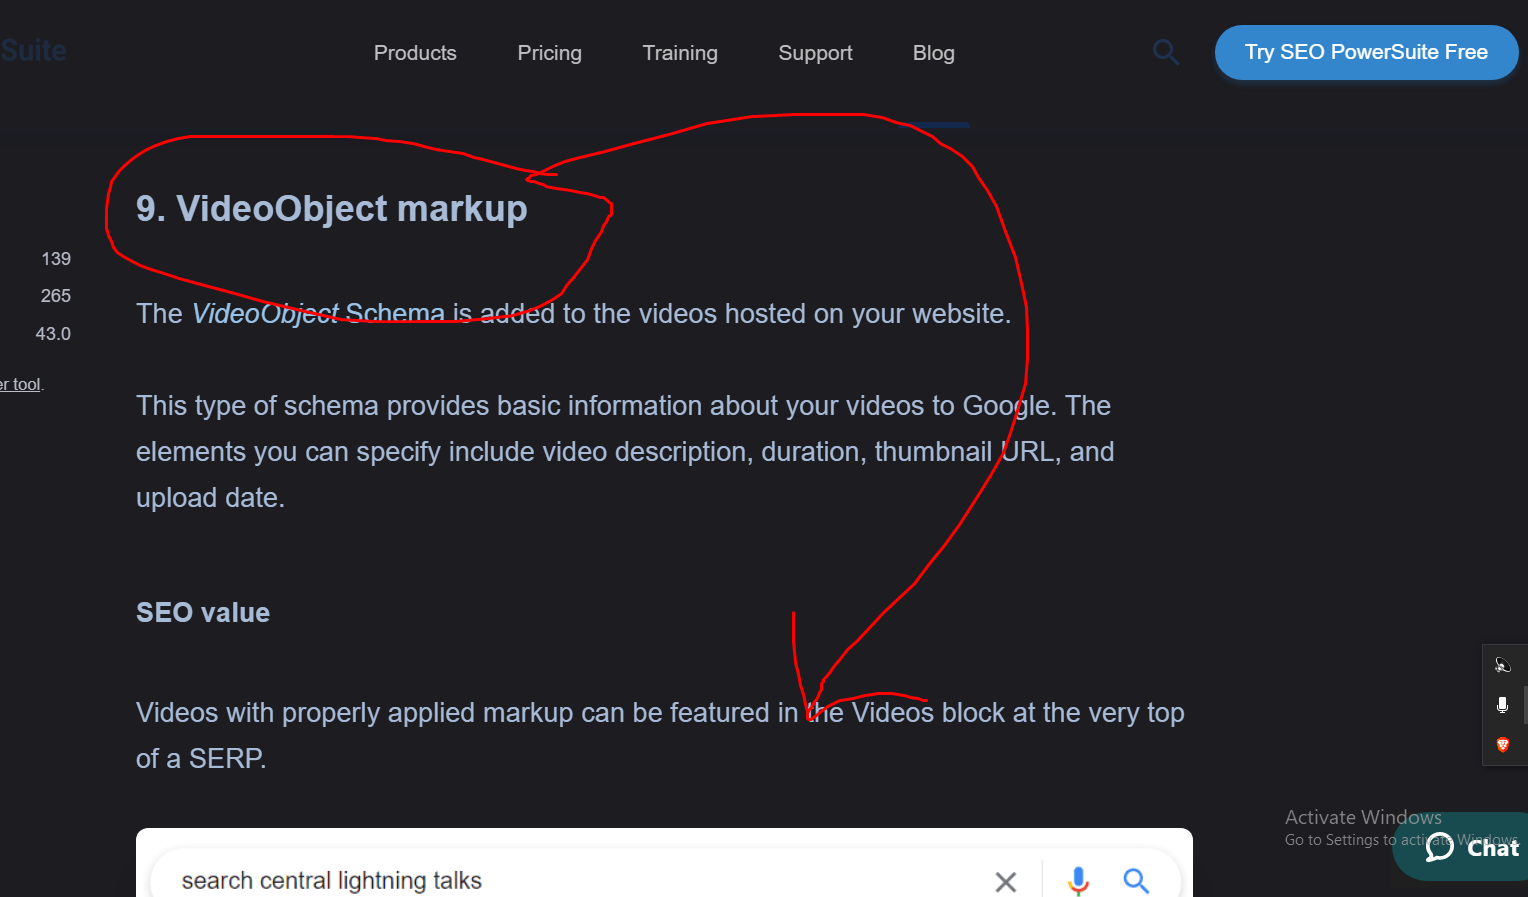 Suite
Products Pricing Training Support Blog
Try SEO PowerSuite Free
9. VideoObject markup
139
265
43.0
er tool.
The VideoObject Schema is added to the videos hosted on your website.
This type of schema provides basic information about your videos to Google. The
elements you can specify include video description, duration, thumbnail URL, and
upload date.
SEO value
Videos with properly applied markup can be featured in the Videos block at the very top
of a SERP.
search central lightning talks
Activate Windows
Go to Settings to activate Windows.
Chat